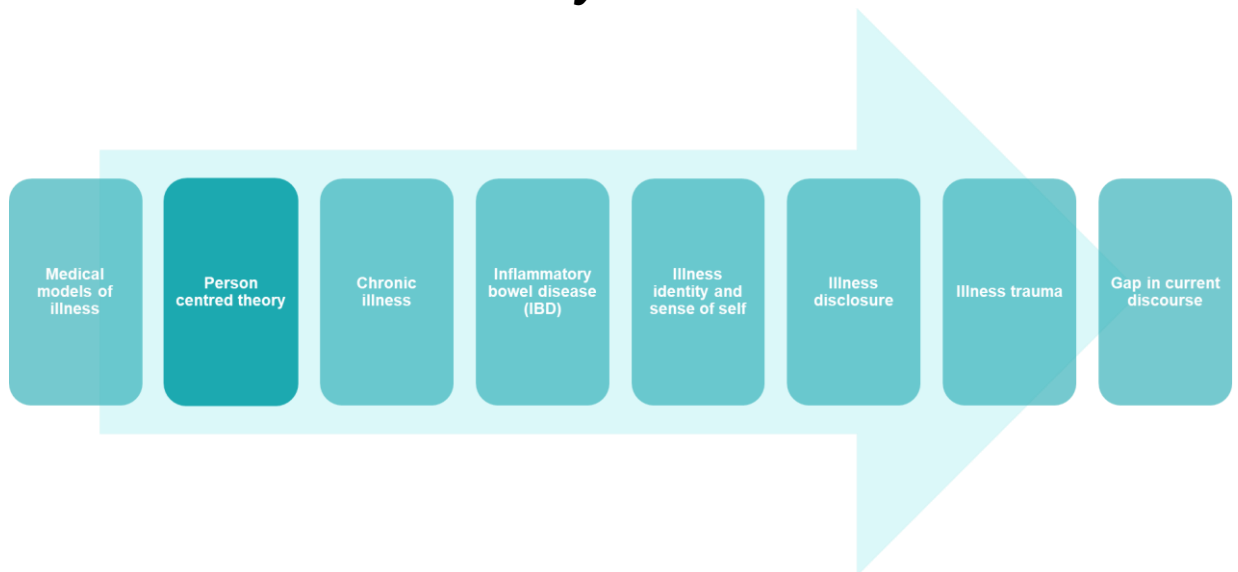 Medical
models of
illness
Person
centred theory
Chronic
illness
Inflammatory
bowel disease
(IBD)
Illness
identity and
sense of self
Illness
disclosure
Illness trauma
Gap in current
discourse